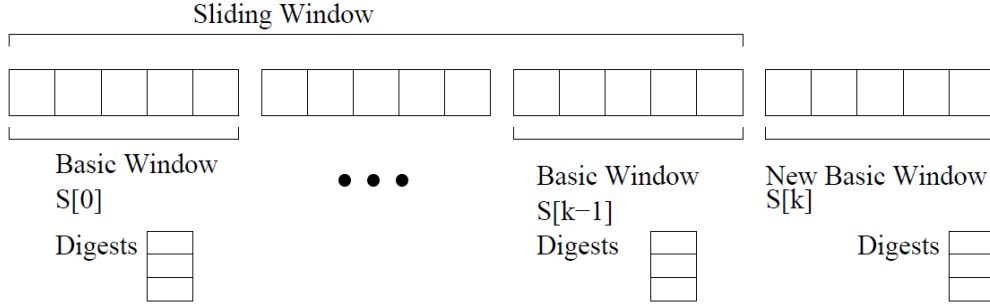 Sliding Window
Basic Window
S[0]
Digests
Basic Window
S[k−1]
Digests
New Basic Window
S[k]
Digests